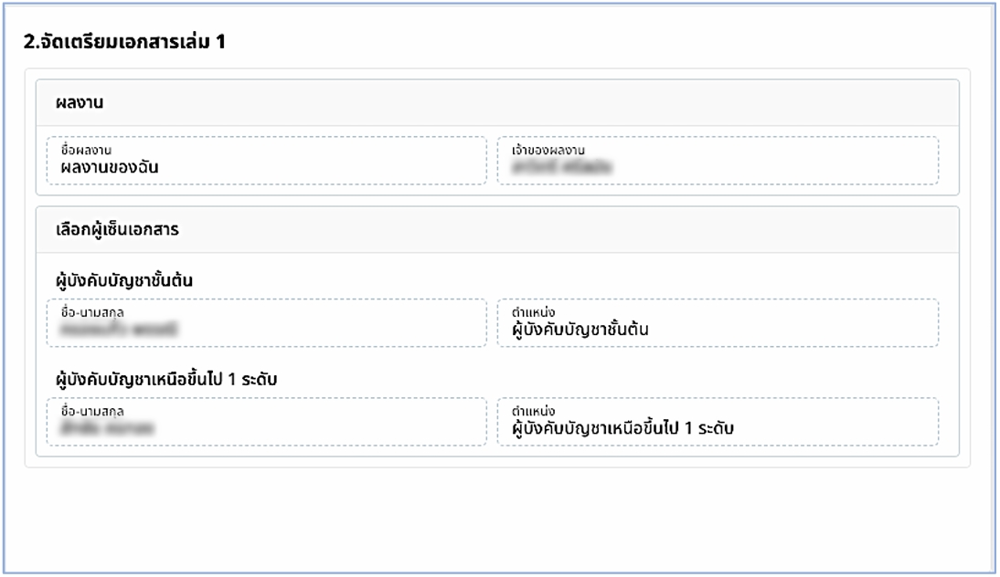 2.จัดเตรียมเอกสารเล่ม 1
ผลงาน
ชื่อผลงาน
ผลงานของฉัน
เจ้าของผลงาน
เลือกผู้เซ็นเอกสาร
ผู้บังคับบัญชาชั้นต้น
ชื่อ-นามสกุล
ตำแหน่ง
ผู้บังคับบัญชาชั้นต้น
ผู้บังคับบัญชาเหนือขึ้นไป 1 ระดับ
ชื่อ-นามสกุล
ตำแหน่ง
ผู้บังคับบัญชาเหนือขึ้นไป 1 ระดับ